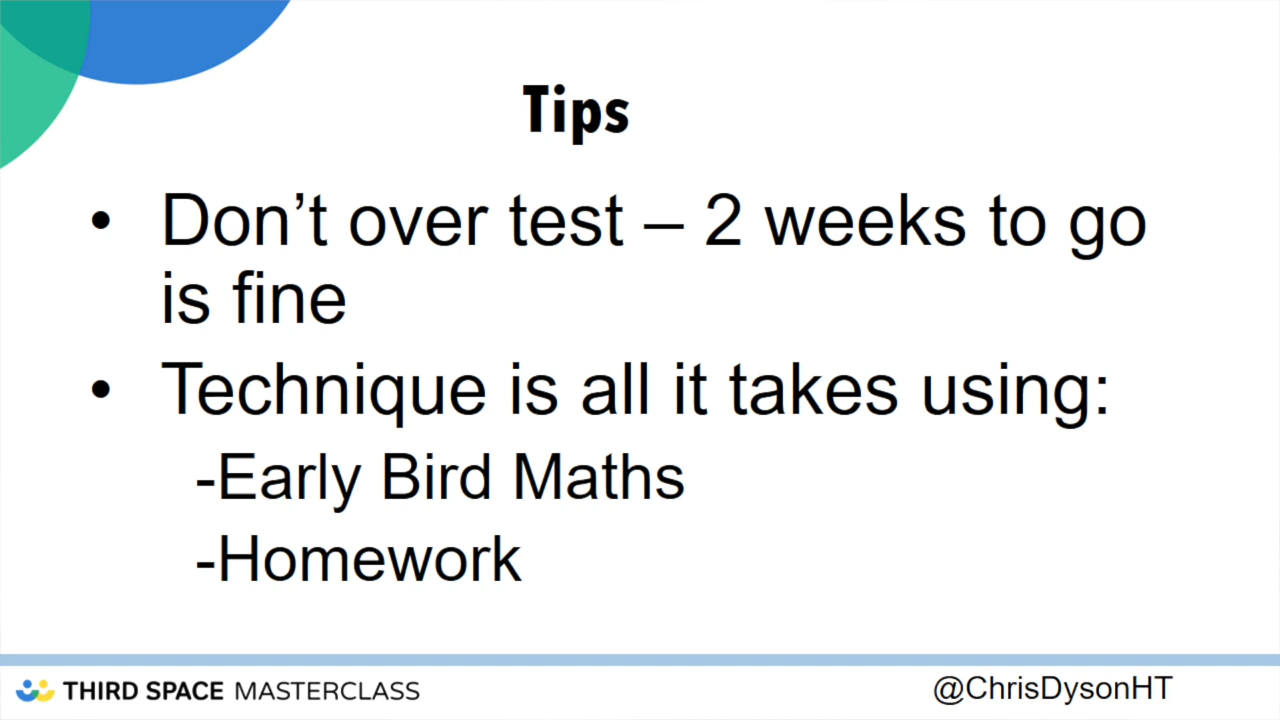 Tips
• Don’t over test – 2 weeks to go
is fine
• Technique is all it takes using:
-Early Bird Maths
-Homework
THIRD SPACE MASTERCLASS
@ChrisDysonHT